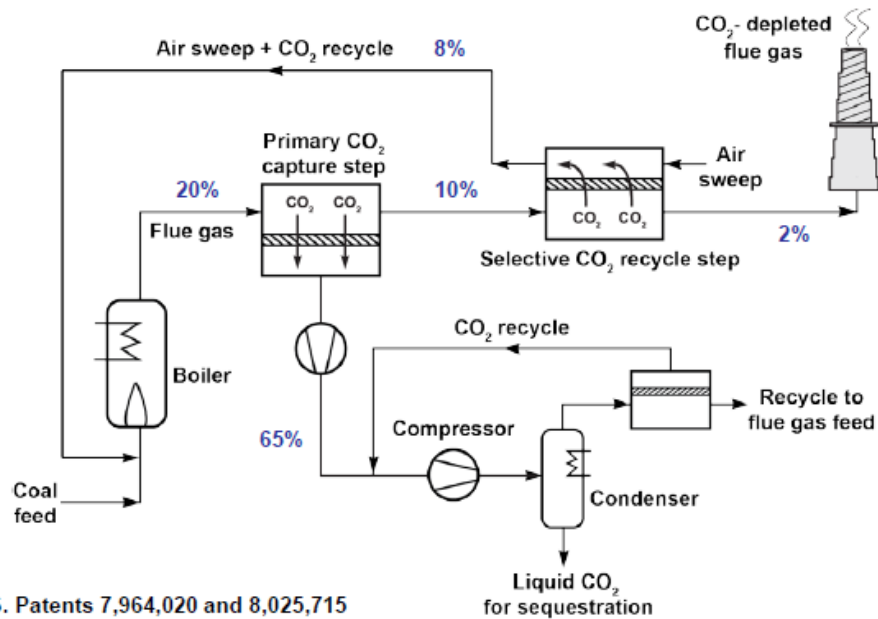 CO₂- depleted
flue gas
Air sweep + CO₂ recycle
8%
Primary CO₂
capture step
20%
10%
Air
sweep
CO₂ CO₂
CO₂ CO₂
Flue gas
2%
Selective CO₂ recycle step
CO₂ recycle
Boiler
Recycle to
flue gas feed
65%
Compressor
Coal
feed
Condenser
Liquid CO₂
for sequestration
. Patents 7,964,020 and 8,025,715